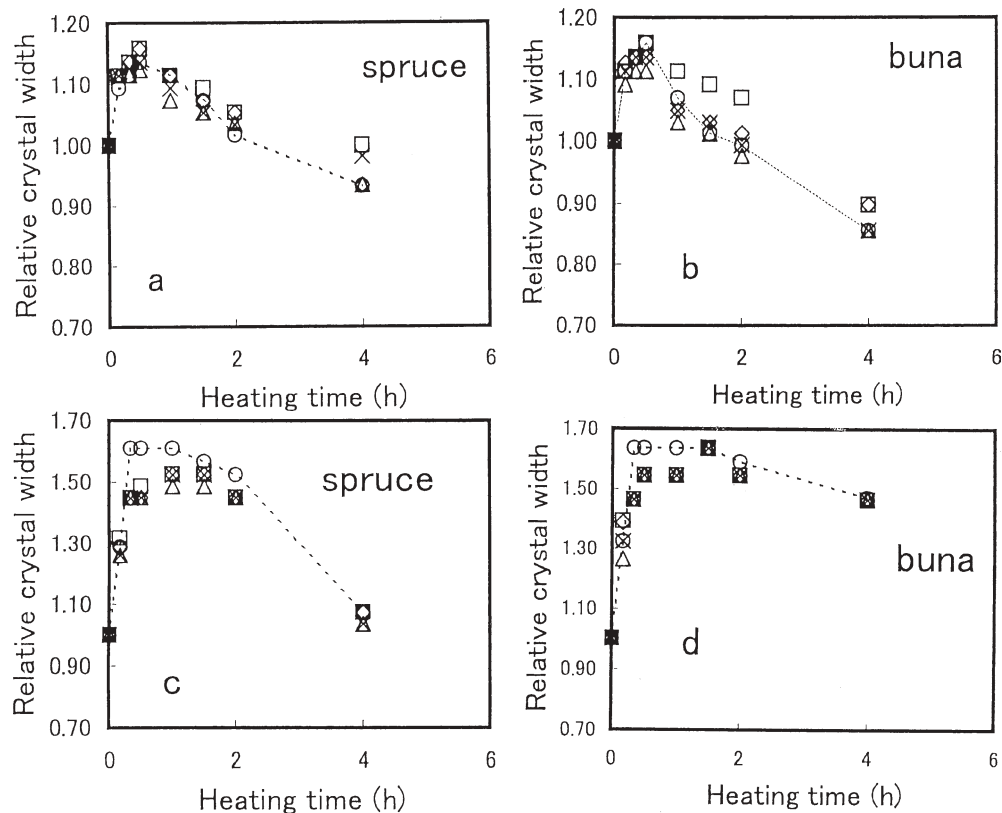 Relative crystal width
1.20
1.10
1.00
0.90
0.80
0.70
a
spruce
0
2
4
6
Heating time (h)
Relative crystal width
1.20
1.10
1.00
0.90
0.80
0.70
b
buna
0
2
4
6
Heating time (h)
Relative crystal width
1.70
1.50
1.30
1.10
0.90
0.70
c
spruce
0
2
4
6
Heating time (h)
Relative crystal width
1.70
1.50
1.30
1.10
0.90
0.70
d
buna
0
2
4
6
Heating time (h)